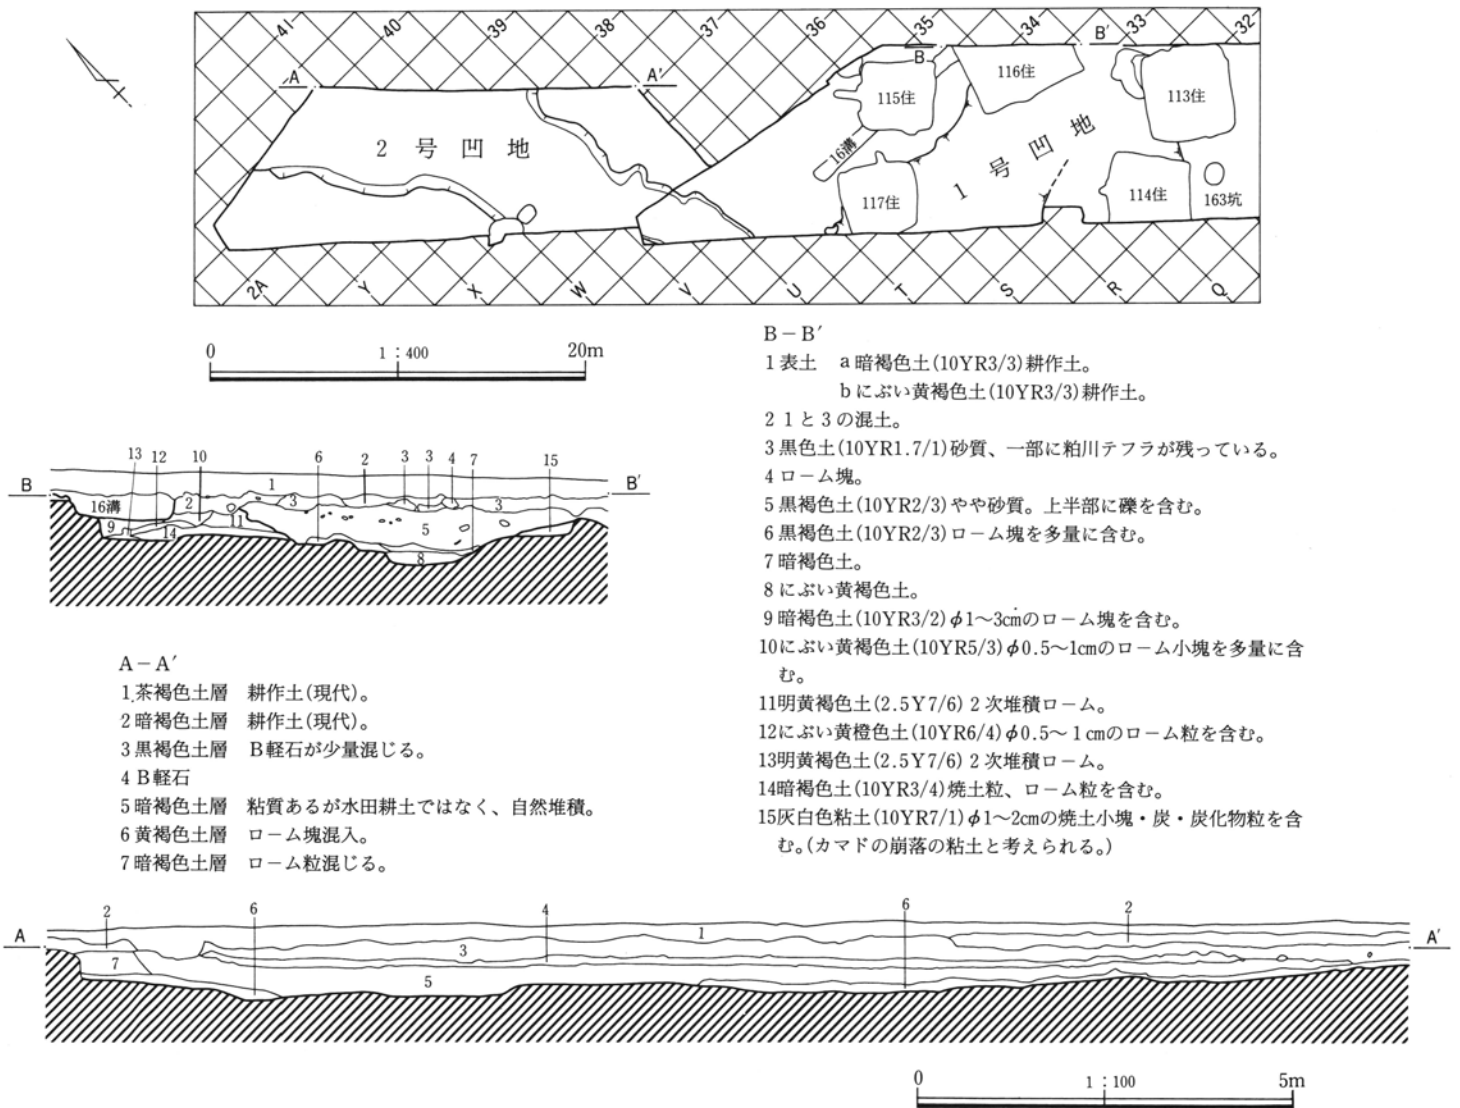 41 40 39 38 37 36 35 34 33 32
A A′ B B′
115住 116住 113住
2号凹地
16溝
1号凹地
117住 114住 163坑
2A Y X W V U T S R Q
0 1:400 20m
B-B′
1表土 a暗褐色土(10YR3/3)耕作土。
bにぶい黄褐色土(10YR3/3)耕作土。
2 1と3の混土。
3黒色土(10YR1.7/1)砂質、一部に粕川テフラが残っている。
4ローム塊。
5黒褐色土(10YR2/3)やや砂質。上半部に礫を含む。
6黒褐色土(10YR2/3)ローム塊を多量に含む。
7暗褐色土。
8にぶい黄褐色土。
9暗褐色土(10YR3/2)φ1〜3cmのローム塊を含む。
10にぶい黄褐色土(10YR5/3)φ0.5〜1cmのローム小塊を多量に含
む。
11明黄褐色土(2.5Y7/6)2次堆積ローム。
12にぶい黄橙色土(10YR6/4)φ0.5〜1cmのローム粒を含む。
13明黄褐色土(2.5Y7/6)2次堆積ローム。
14暗褐色土(10YR3/4)焼土粒、ローム粒を含む。
15灰白色粘土(10YR7/1)φ1〜2cmの焼土小塊・炭・炭化物粒を含
む。(カマドの崩落の粘土と考えられる。)
13 12 10 6 2 3 3 4 7 15
B 1 B′
16溝 2 3 3
9 14 11 5
8
A-A′
1茶褐色土層 耕作土(現代)。
2暗褐色土層 耕作土(現代)。
3黒褐色土層 B軽石が少量混じる。
4B軽石
5暗褐色土層 粘質あるが水田耕土ではなく、自然堆積。
6黄褐色土層 ローム塊混入。
7暗褐色土層 ローム粒混じる。
2 6 4 6 2
A 1 A′
7 3
5
0 1:100 5m